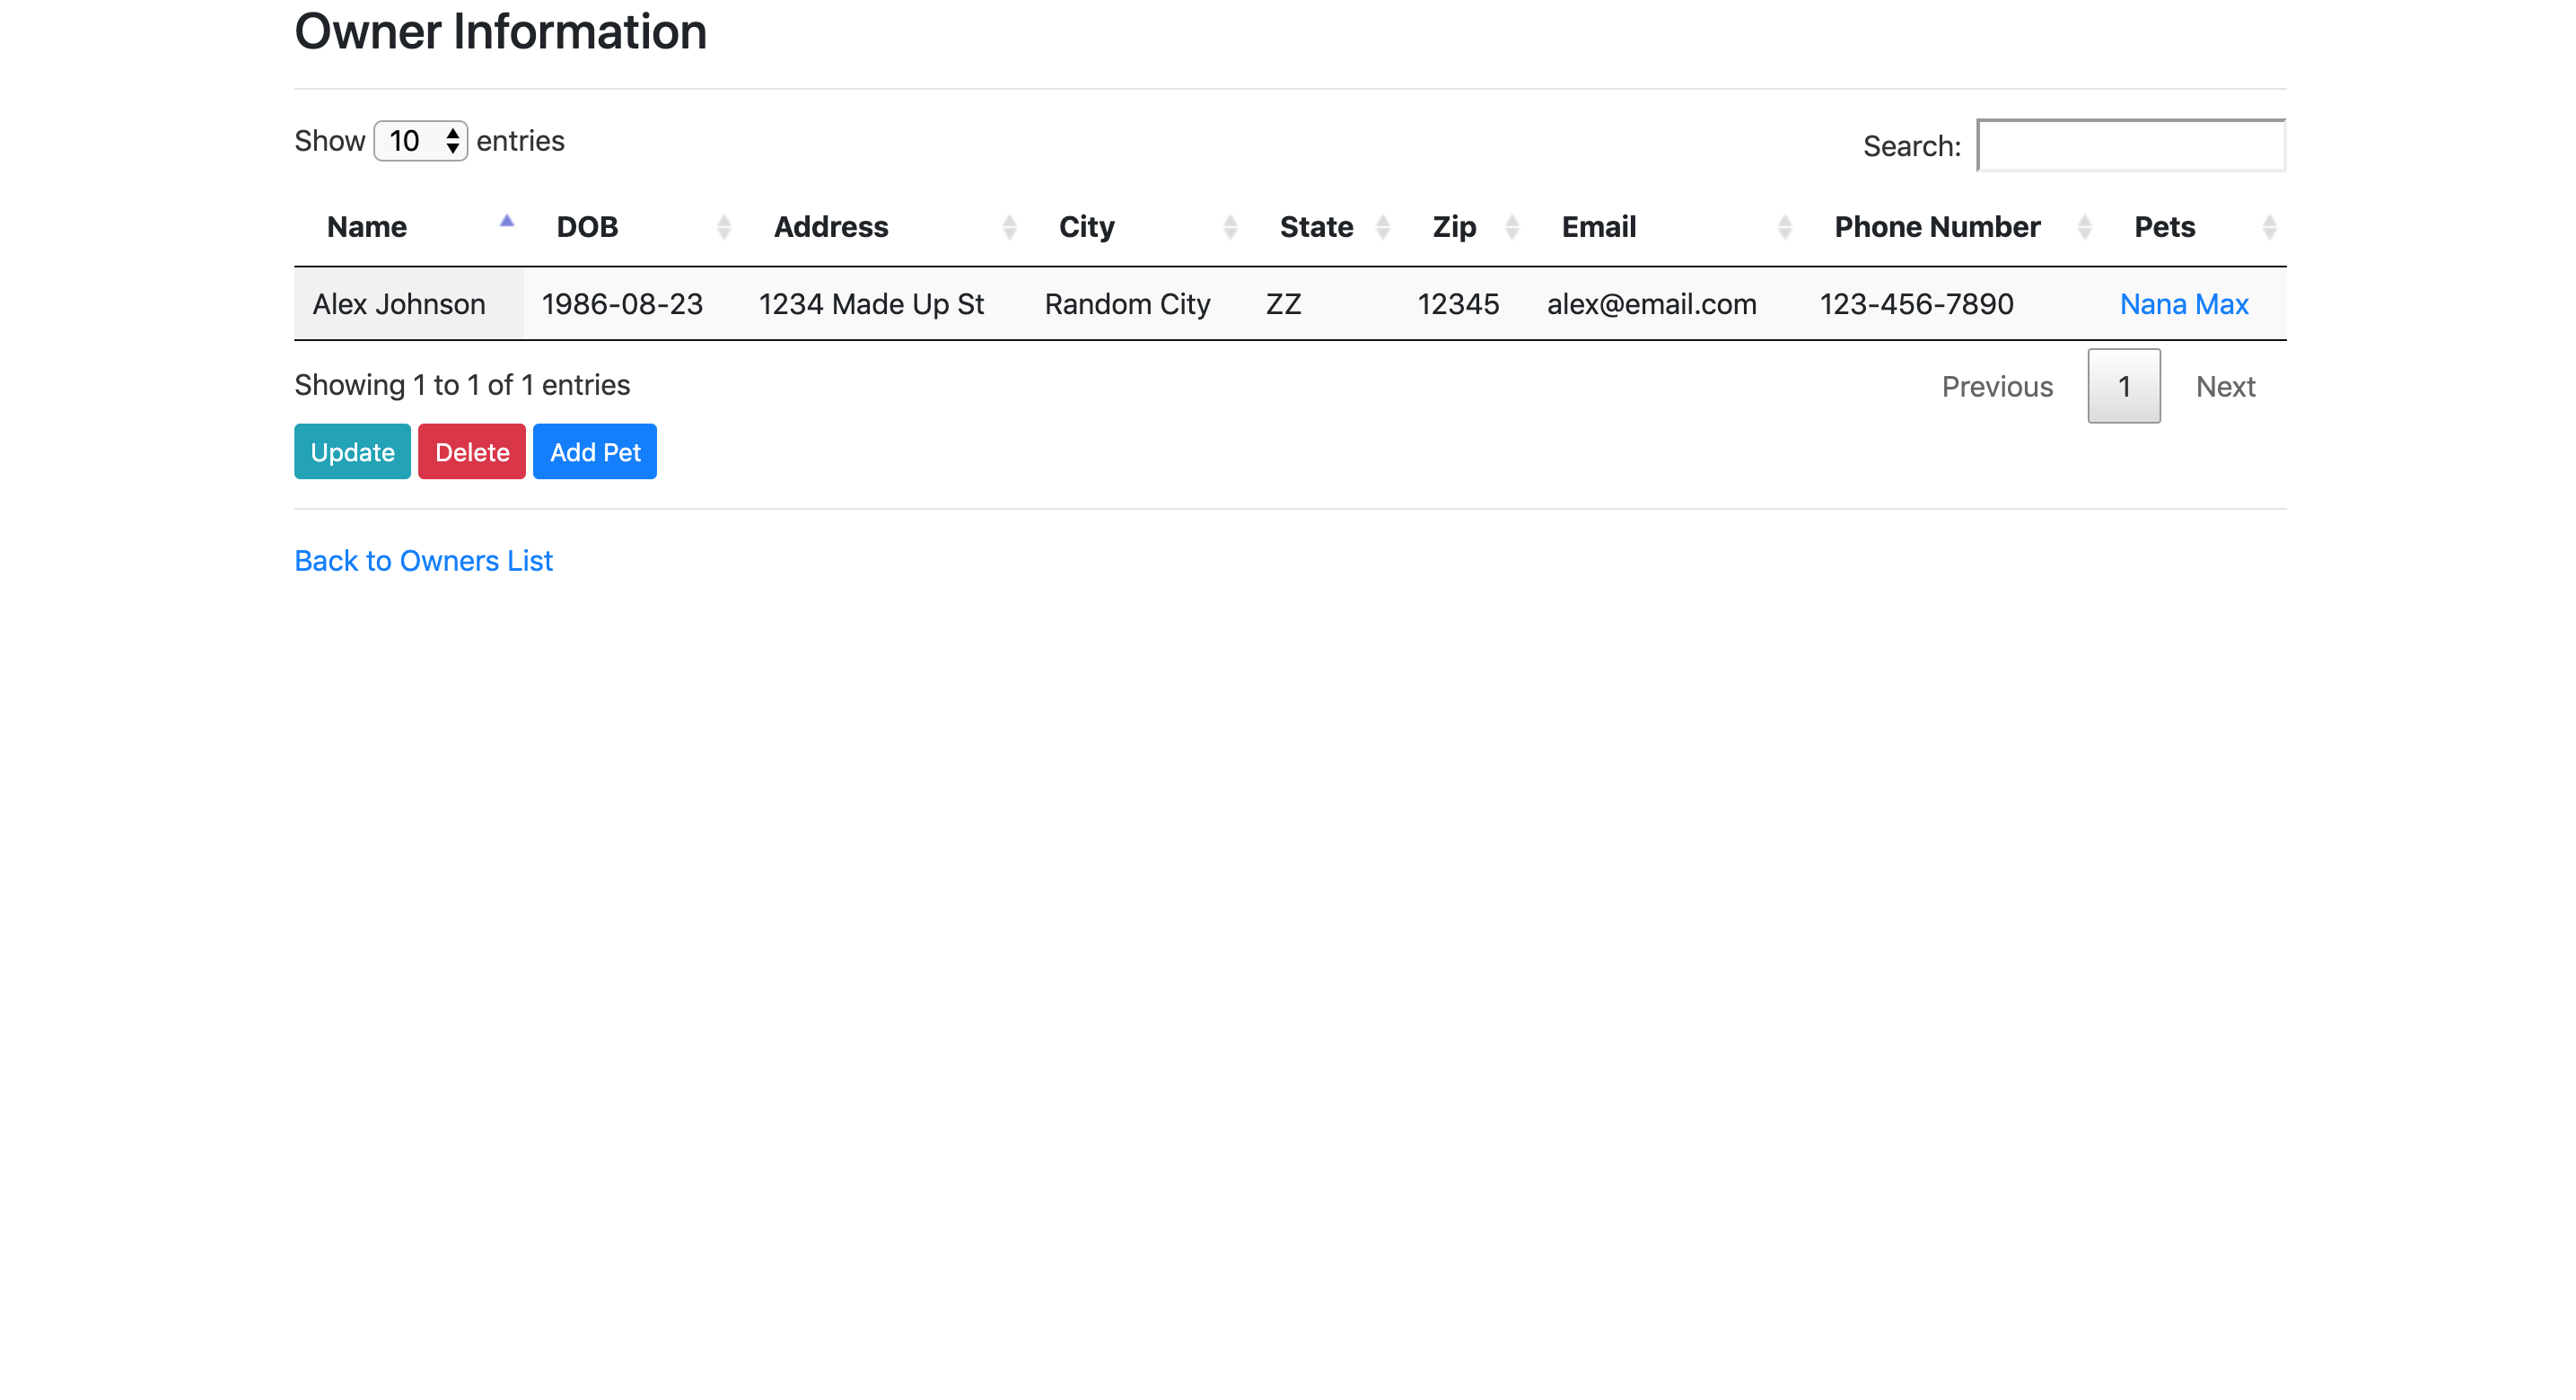 Owner Information
Show 10 entries
Search:
Name DOB Address City State Zip Email Phone Number Pets
Alex Johnson 1986-08-23 1234 Made Up St Random City ZZ 12345 alex@email.com 123-456-7890 Nana Max
Showing 1 to 1 of 1 entries
Previous 1 Next
Update Delete Add Pet
Back to Owners List